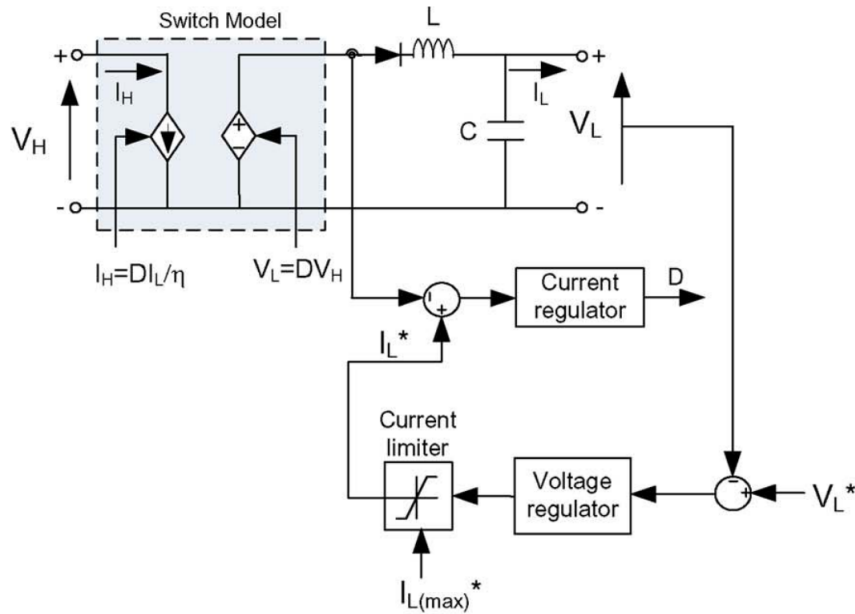 Switch Model
L
+
+
I_H
I_L
V_H
+
−
C
V_L
-
-
I_H=DI_L/η
V_L=DV_H
Current
regulator
D
+
I_L*
Current
limiter
Voltage
regulator
-
+
V_L*
I_L(max)*